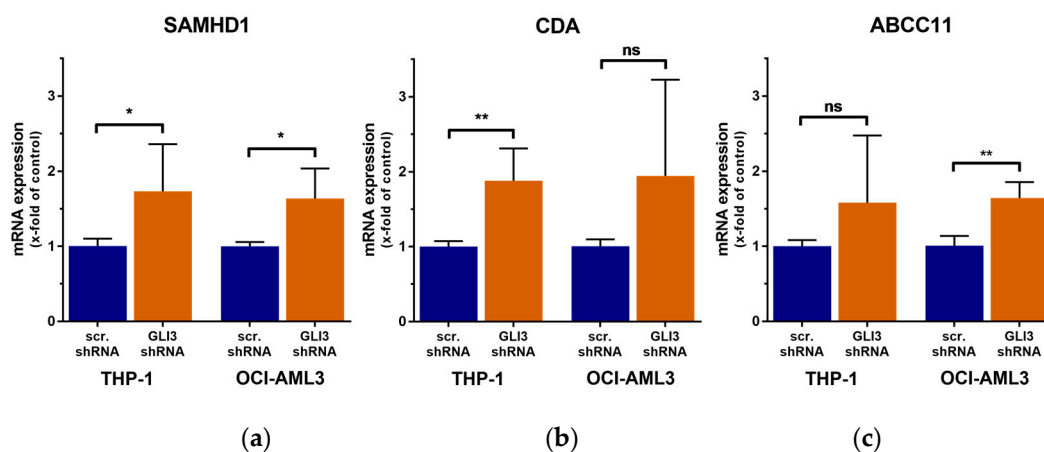 SAMHD1
mRNA expression
(x-fold of control)
3
2
1
0
*
*
scr. shRNA
GLI3 shRNA
scr. shRNA
GLI3 shRNA
THP-1
OCI-AML3
(a)
CDA
mRNA expression
(x-fold of control)
3
2
1
0
**
ns
scr. shRNA
GLI3 shRNA
scr. shRNA
GLI3 shRNA
THP-1
OCI-AML3
(b)
ABCC11
mRNA expression
(x-fold of control)
3
2
1
0
ns
**
scr. shRNA
GLI3 shRNA
scr. shRNA
GLI3 shRNA
THP-1
OCI-AML3
(c)